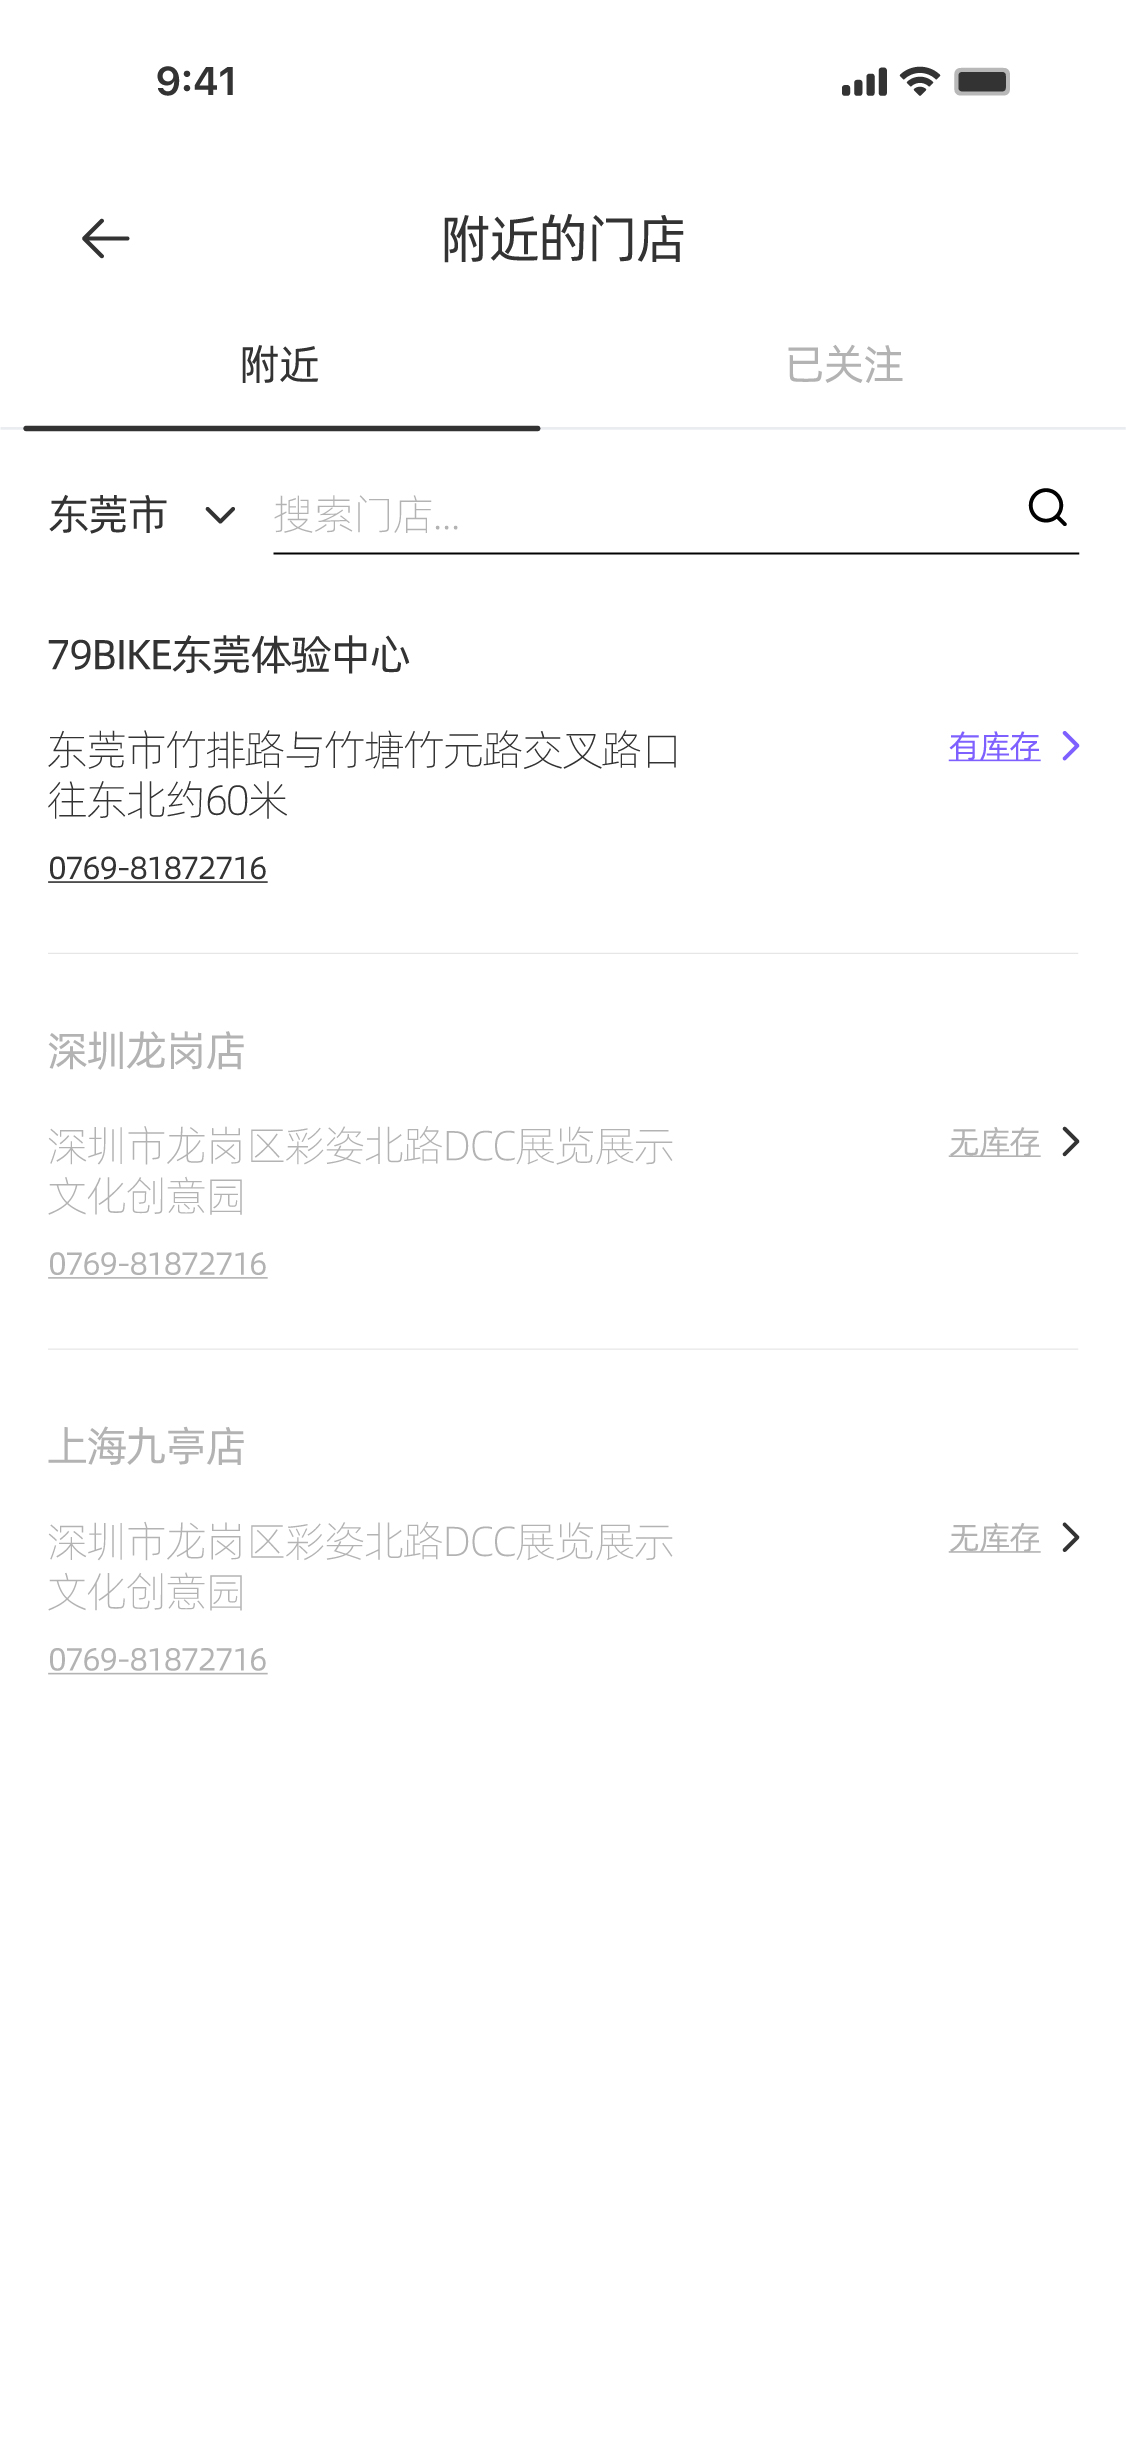 9:41
附近的门店
附近
已关注
东莞市
搜索门店...
79BIKE东莞体验中心
东莞市竹排路与竹塘竹元路交叉路口
往东北约60米
有库存
0769-81872716
深圳龙岗店
深圳市龙岗区彩姿北路DCC展览展示
文化创意园
无库存
0769-81872716
上海九亭店
深圳市龙岗区彩姿北路DCC展览展示
文化创意园
无库存
0769-81872716